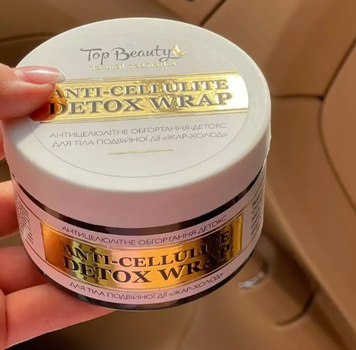 Top Beauty
ANTI-CELLULITE
DETOX WRAP
АНТИЦЕЛЮЛІТНЕ ОБГОРТАННЯ-ДЕТОКС
ДЛЯ ТІЛА ПОДВІЙНОЇ ДІЇ «ЖАР-ХОЛОД»
АНТИЦЕЛЮЛІТНЕ ОБГОРТАННЯ-ДЕТОКС
ANTI-CELLULITE
DETOX WRAP
ДЛЯ ТІЛА ПОДВІЙНОЇ ДІЇ «ЖАР-ХОЛОД»